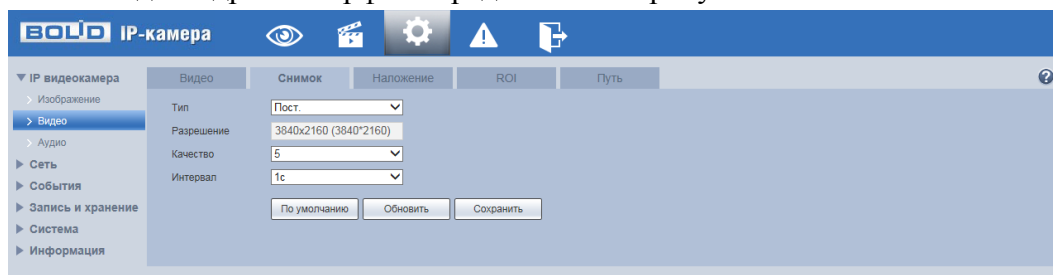 BOLID IP-камера
IP видеокамера
Видео
Снимок
Наложение
ROI
Путь
Изображение
Видео
Аудио
Сеть
События
Запись и хранение
Система
Информация
Тип Пост.
Разрешение 3840x2160 (3840*2160)
Качество 5
Интервал 1с
По умолчанию Обновить Сохранить